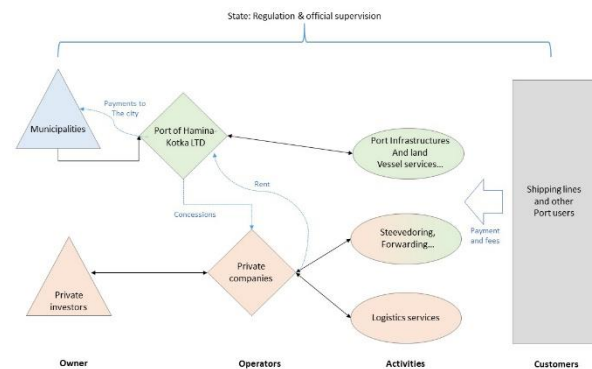 State: Regulation & official supervision
Payments to
The city
Municipalities
Port of Hamina-
Kotka LTD
Port Infrastructures
And land
Vessel services...
Rent
Concessions
Shipping lines
and other
Port users
Payment
and fees
Steevedoring,
Forwarding...
Private
companies
Private
investors
Logistics services
Owner
Operators
Activities
Customers